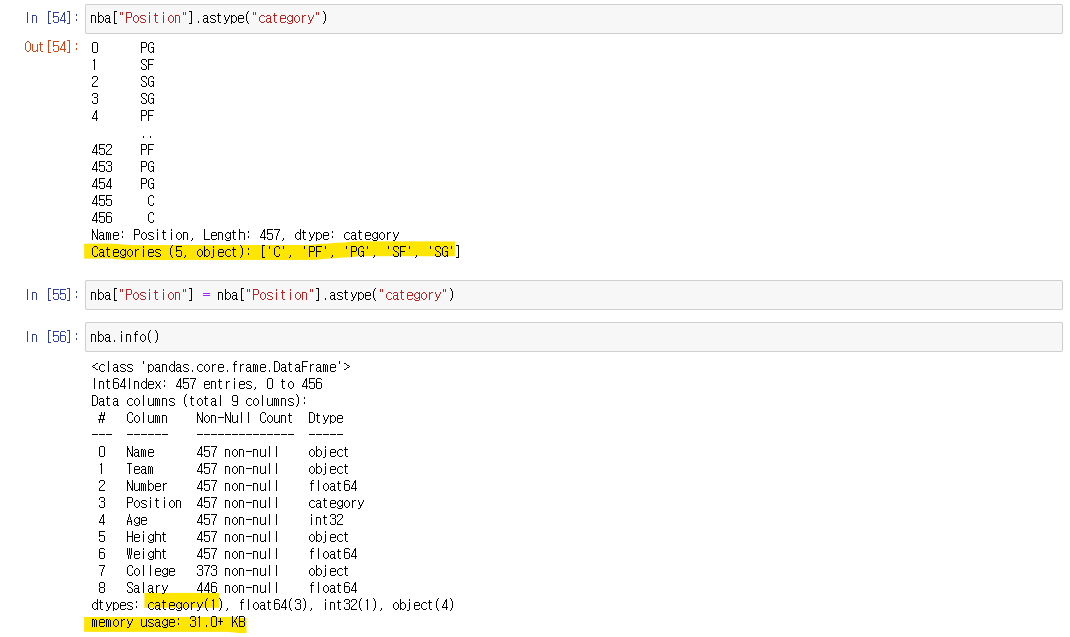 In [54]: nba["Position"].astype("category")
Out[54]: 0 PG
1 SF
2 SG
3 SG
4 PF
..
452 PF
453 PG
454 PG
455 C
456 C
Name: Position, Length: 457, dtype: category
Categories (5, object): ['C', 'PF', 'PG', 'SF', 'SG']
In [55]: nba["Position"] = nba["Position"].astype("category")
In [56]: nba.info()
<class 'pandas.core.frame.DataFrame'>
Int64Index: 457 entries, 0 to 456
Data columns (total 9 columns):
# Column Non-Null Count Dtype
--- ------ -------------- -----
0 Name 457 non-null object
1 Team 457 non-null object
2 Number 457 non-null float64
3 Position 457 non-null category
4 Age 457 non-null int32
5 Height 457 non-null object
6 Weight 457 non-null float64
7 College 373 non-null object
8 Salary 446 non-null float64
dtypes: category(1), float64(3), int32(1), object(4)
memory usage: 31.0+ KB